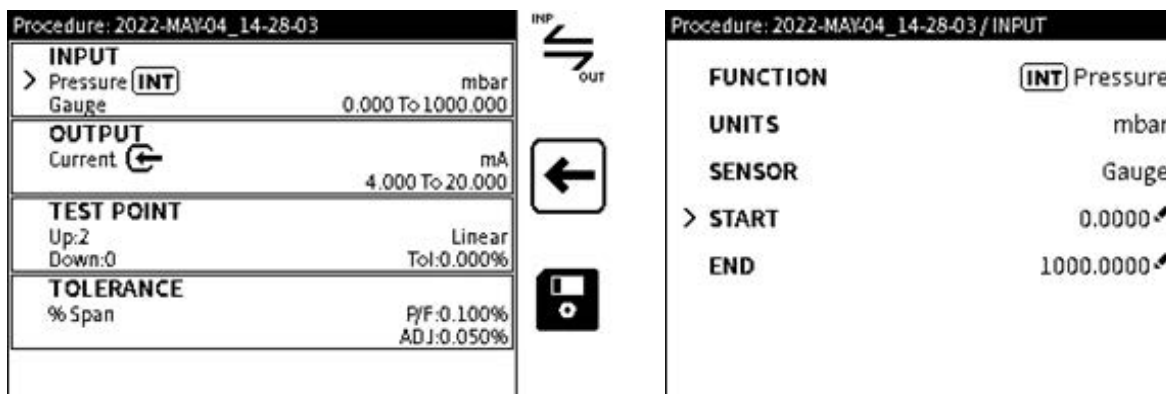 Procedure: 2022-MAY-04_14-28-03
INPUT
Pressure INT mbar
Gauge 0.000 To 1000.000
OUTPUT
Current mA
4.000 To 20.000
TEST POINT
Up:2 Linear
Down:0 Tol:0.000%
TOLERANCE
% Span P/F:0.100%
ADJ:0.050%
INP
OUT
Procedure: 2022-MAY-04_14-28-03 / INPUT
FUNCTION INT Pressure
UNITS mbar
SENSOR Gauge
> START 0.0000
END 1000.0000